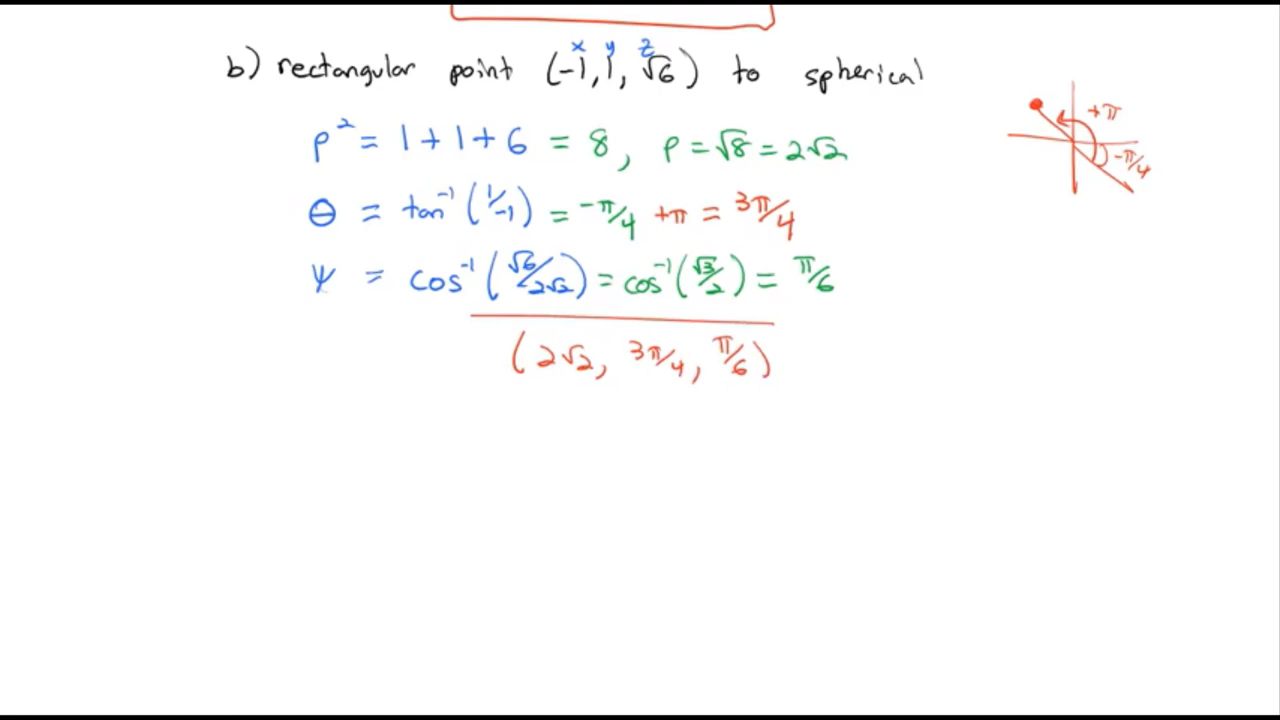 x y z
b) rectangular point (-1, 1, √6) to spherical
+π
-π/4
ρ² = 1 + 1 + 6 = 8, ρ = √8 = 2√2
θ = tan⁻¹(1/-1) = -π/4 +π = 3π/4
ψ = cos⁻¹(√6/2√2) = cos⁻¹(√3/2) = π/6
(2√2, 3π/4, π/6)